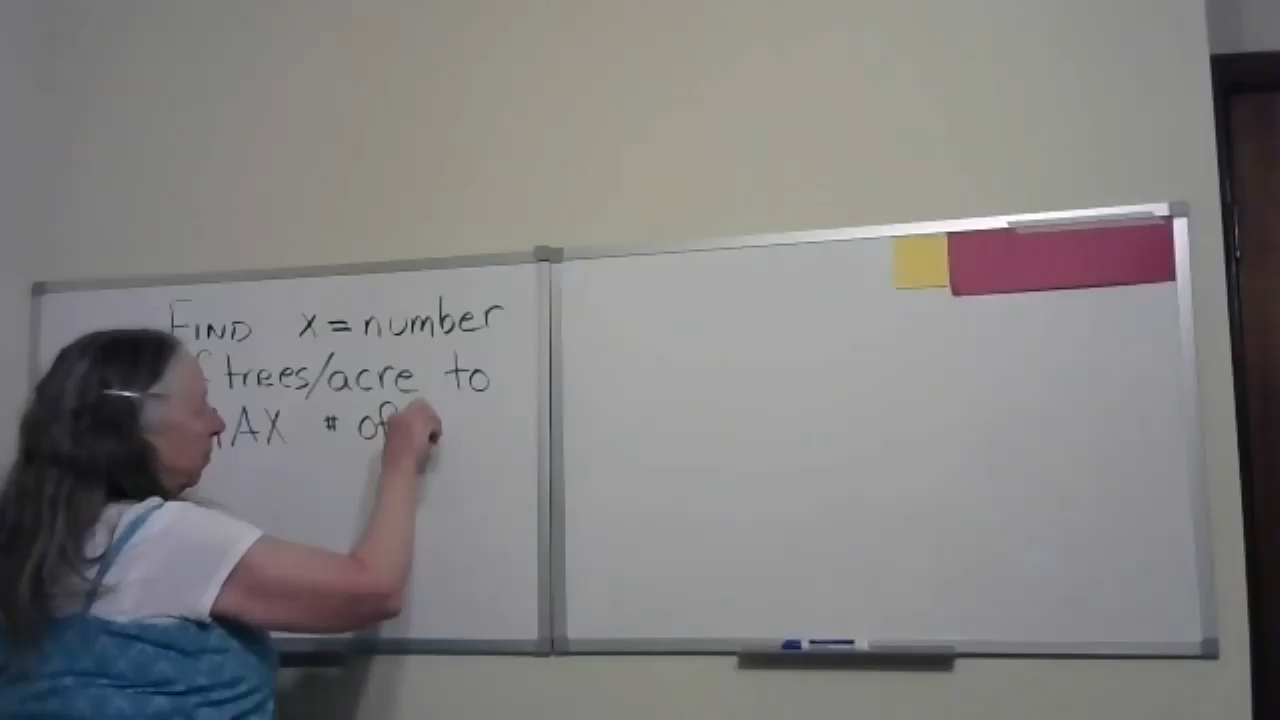 FIND x = number
trees/acre to
AX # of